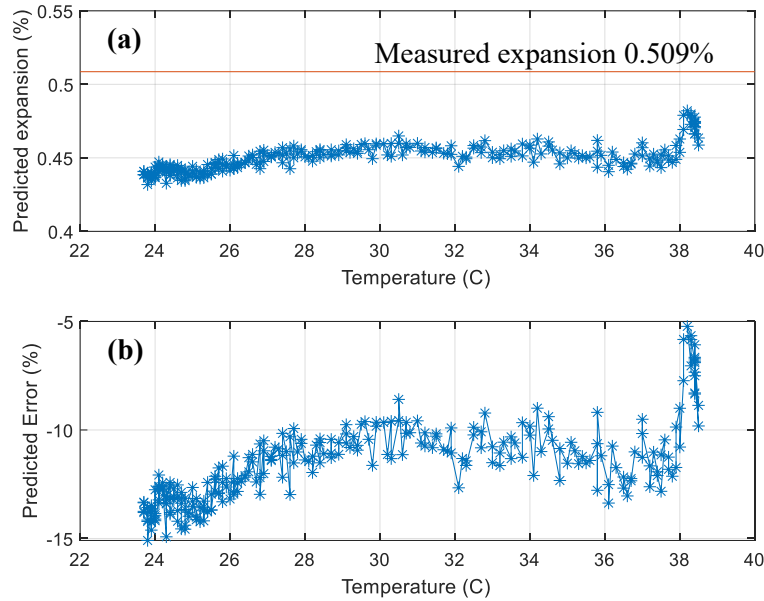 0.55
(a)
Measured expansion 0.509%
0.5
0.45
0.4
Predicted expansion (%)
22 24 26 28 30 32 34 36 38 40
Temperature (C)
-5
(b)
-10
-15
Predicted Error (%)
22 24 26 28 30 32 34 36 38 40
Temperature (C)